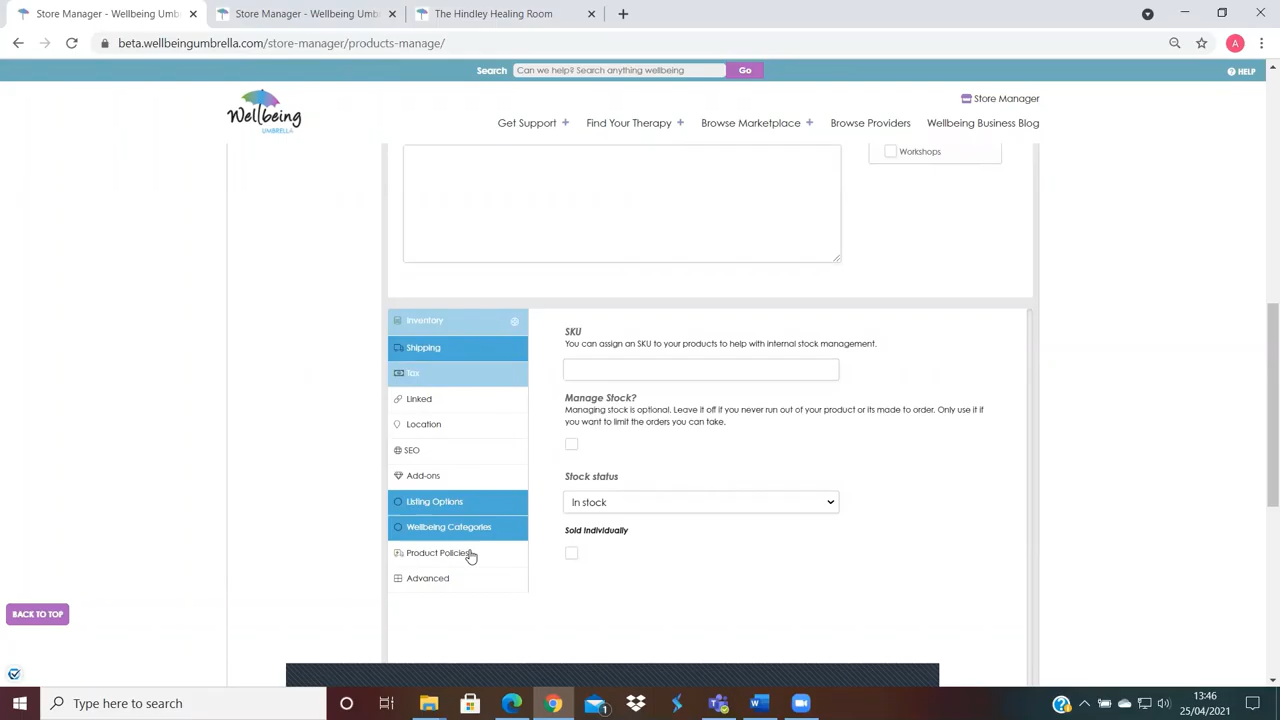 Store Manager - Wellbeing Umb
Store Manager - Wellbeing Umb
The Hindley Healing Room
beta.wellbeingumbrella.com/store-manager/products-manage/
A
Search
Can we help? Search anything wellbeing
Go
HELP
Wellbeing
UMBRELLA
Store Manager
Get Support +
Find Your Therapy +
Browse Marketplace +
Browse Providers
Wellbeing Business Blog
Workshops
Inventory
Shipping
Tax
Linked
Location
SEO
Add-ons
Listing Options
Wellbeing Categories
Product Policies
Advanced
SKU
You can assign an SKU to your products to help with internal stock management.
Manage Stock?
Managing stock is optional. Leave it off if you never run out of your product or its made to order. Only use it if
you want to limit the orders you can take.
Stock status
In stock
Sold Individually
BACK TO TOP
Type here to search
1
13:46
25/04/2021